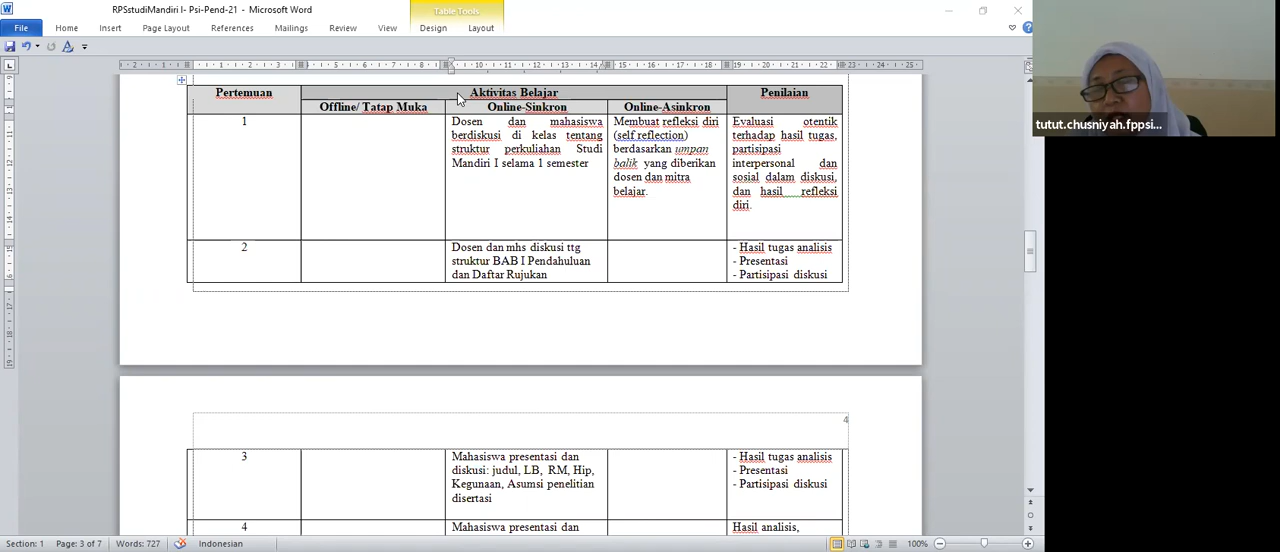 RPSstudiMandiri I- Psi-Pend-21 - Microsoft Word
Table Tools
File Home Insert Page Layout References Mailings Review View Design Layout
Pertemuan Aktivitas Belajar Penilaian
Offline/ Tatap Muka Online-Sinkron Online-Asinkron
1
Dosen dan mahasiswa
berdiskusi di kelas tentang
struktur perkuliahan Studi
Mandiri I selama 1 semester
Membuat refleksi diri
(self reflection)
berdasarkan umpan
balik yang diberikan
dosen dan mitra
belajar.
Evaluasi otentik
terhadap hasil tugas,
partisipasi
interpersonal dan
sosial dalam diskusi,
dan hasil refleksi
diri.
2
Dosen dan mhs diskusi ttg
struktur BAB I Pendahuluan
dan Daftar Rujukan
- Hasil tugas analisis
- Presentasi
- Partisipasi diskusi
4
3
Mahasiswa presentasi dan
diskusi: judul, LB, RM, Hip,
Kegunaan, Asumsi penelitian
disertasi
- Hasil tugas analisis
- Presentasi
- Partisipasi diskusi
4
Mahasiswa presentasi dan
Hasil analisis,
Section: 1 Page: 3 of 7 Words: 727 Indonesian 100%
tutut.chusniyah.fppsi...